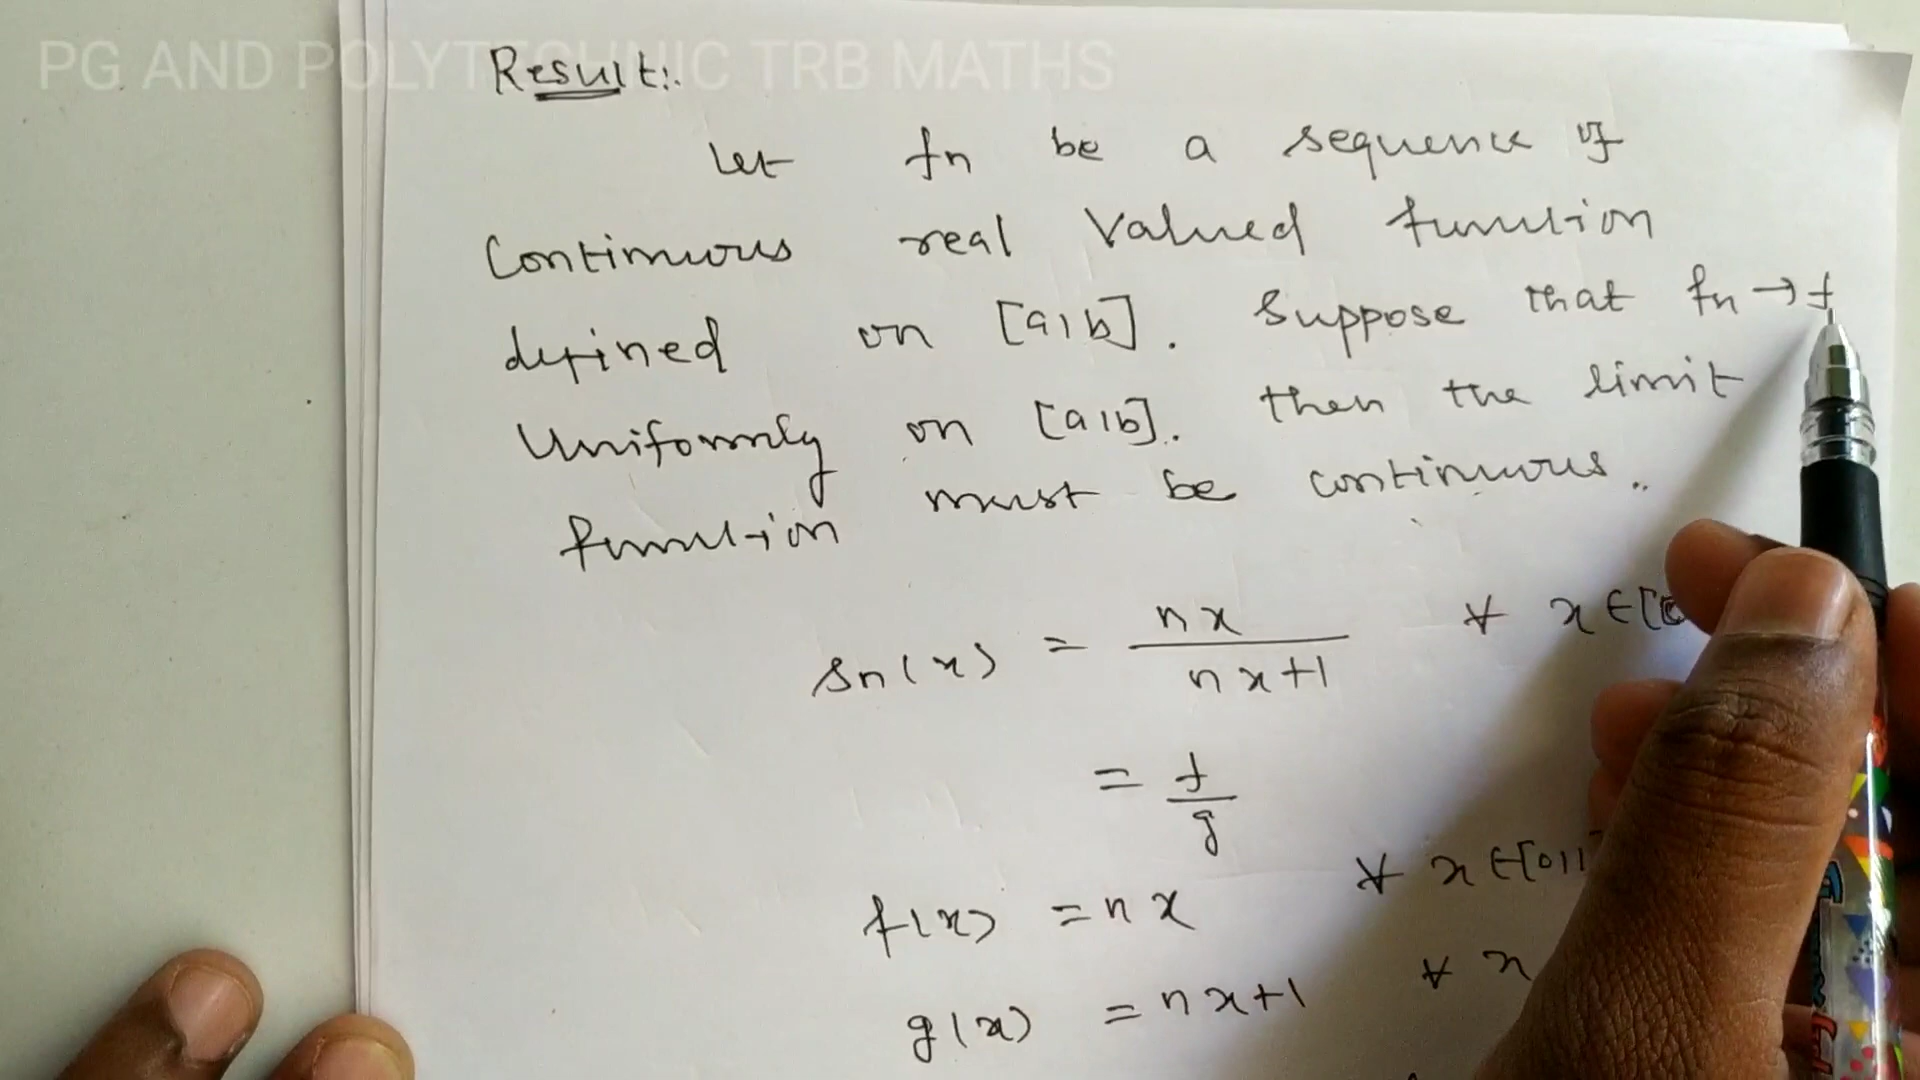 PG AND POLYTECHNIC TRB MATHS
Result:.
Let fn be a sequence of
Continuous real Valued function
defined on [a,b]. Suppose that fn → f
Uniformly on [a,b]. then the limit
function must be continuous..
Sn(x) = nx / nx+1 ∀ x ∈ [
= f / g
f(x) = nx ∀ x ∈ [0,1]
g(x) = nx+1 ∀ x